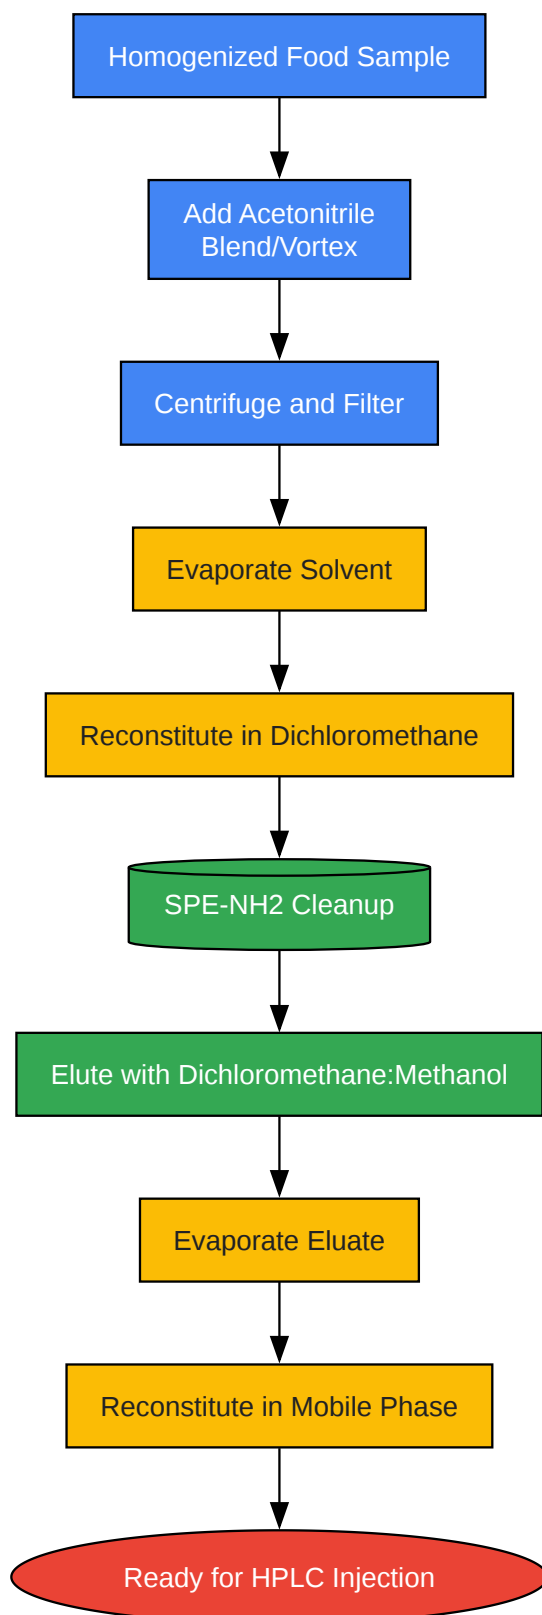 Homogenized Food Sample
Add Acetonitrile
Blend/Vortex
Centrifuge and Filter
Evaporate Solvent
Reconstitute in Dichloromethane
SPE-NH2 Cleanup
Elute with Dichloromethane:Methanol
Evaporate Eluate
Reconstitute in Mobile Phase
Ready for HPLC Injection